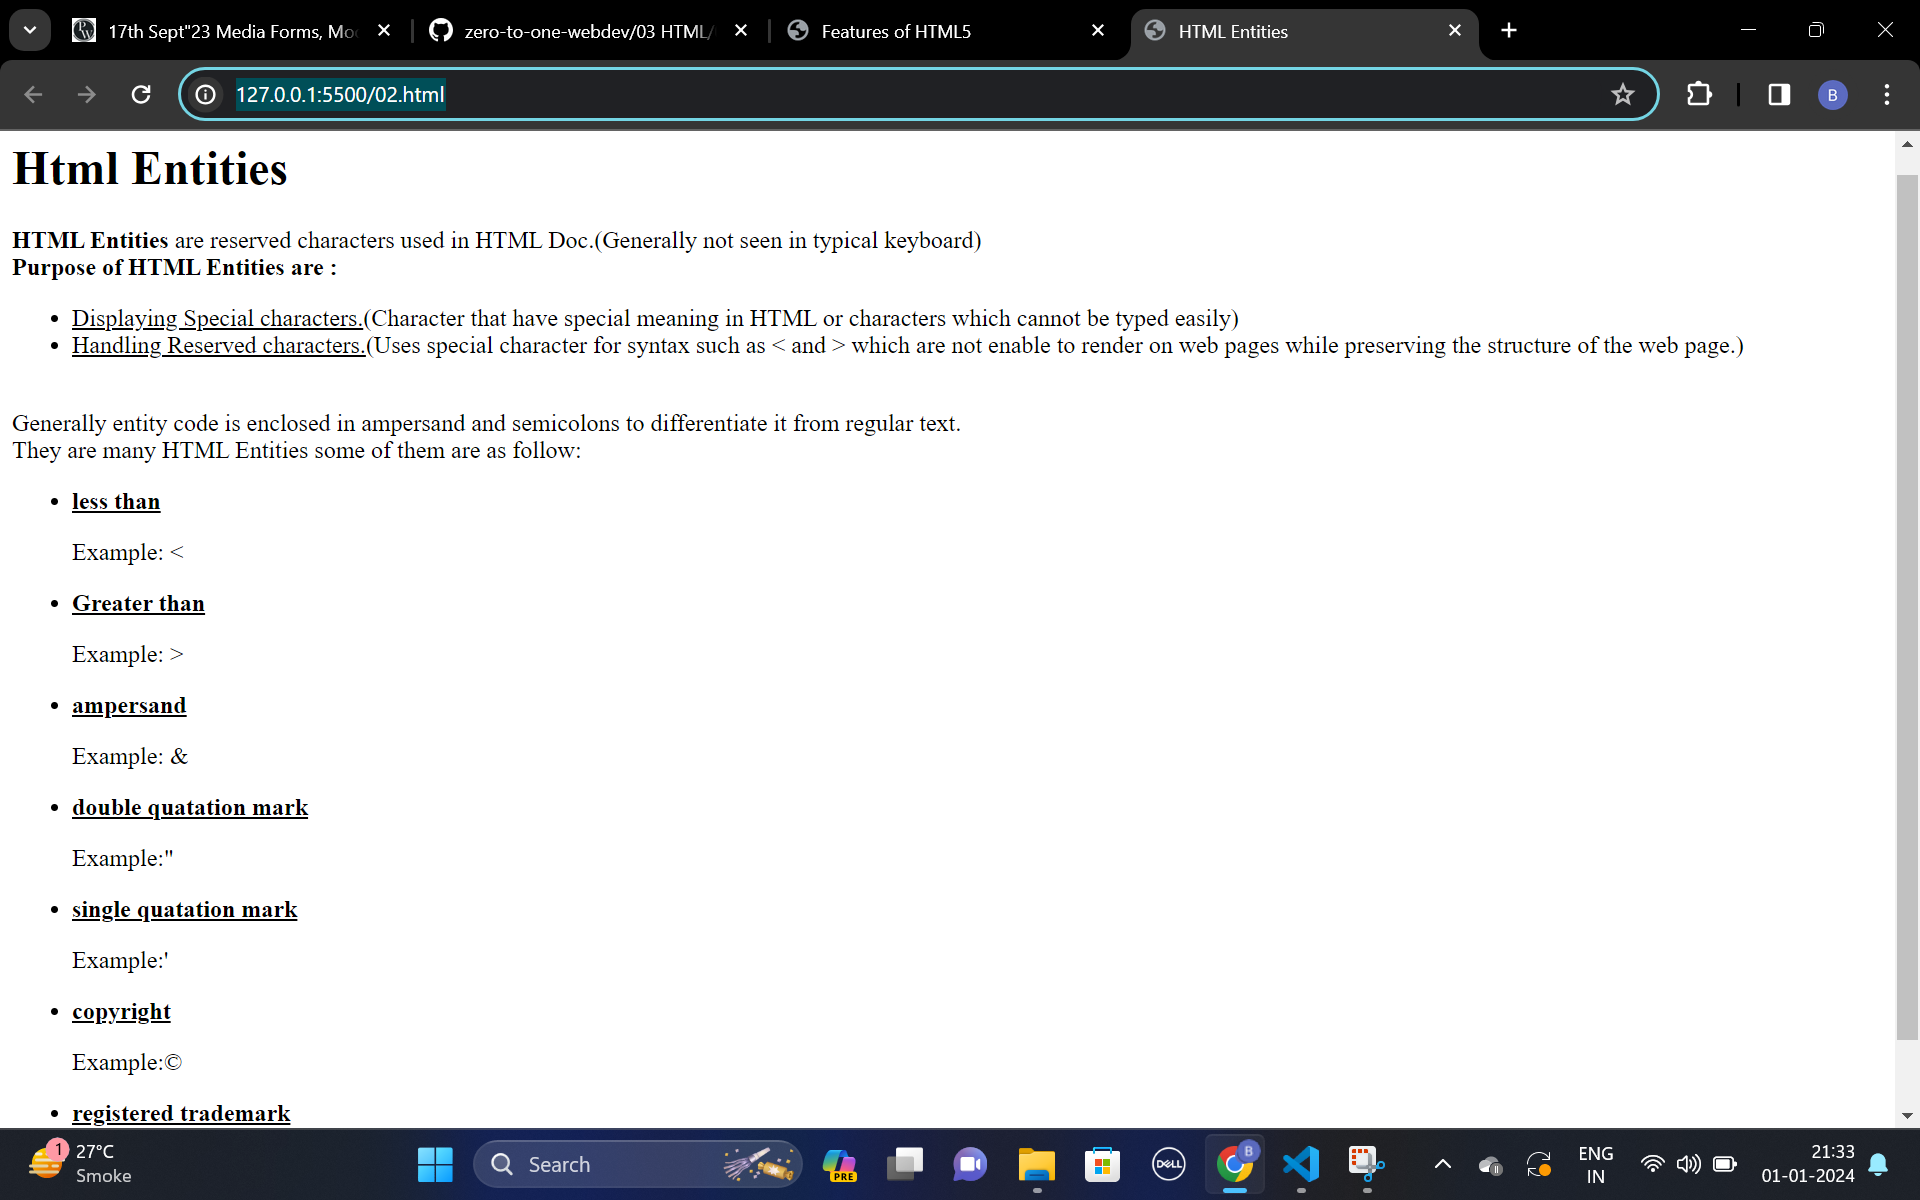 17th Sept"23 Media Forms, Mo
zero-to-one-webdev/03 HTML/
Features of HTML5
HTML Entities
127.0.0.1:5500/02.html
B
Html Entities
HTML Entities are reserved characters used in HTML Doc.(Generally not seen in typical keyboard)
Purpose of HTML Entities are :
• Displaying Special characters.(Character that have special meaning in HTML or characters which cannot be typed easily)
• Handling Reserved characters.(Uses special character for syntax such as < and > which are not enable to render on web pages while preserving the structure of the web page.)
Generally entity code is enclosed in ampersand and semicolons to differentiate it from regular text.
They are many HTML Entities some of them are as follow:
• less than
Example: <
• Greater than
Example: >
• ampersand
Example: &
• double quatation mark
Example:"
• single quatation mark
Example:'
• copyright
Example:©
• registered trademark
1
27°C
Smoke
Search
PRE
DELL
B
ENG
IN
21:33
01-01-2024